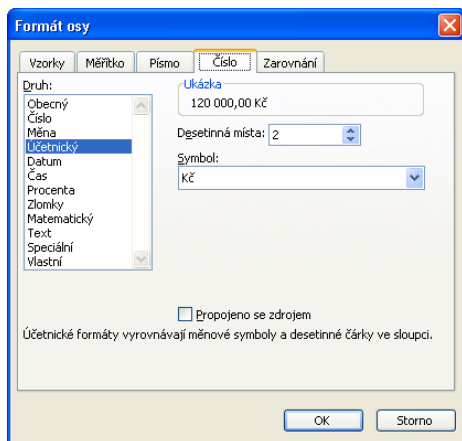 Formát osy
Vzorky Měřítko Písmo Číslo Zarovnání
Druh:
Obecný
Číslo
Měna
Účetnický
Datum
Čas
Procenta
Zlomky
Matematický
Text
Speciální
Vlastní
Ukázka
120 000,00 Kč
Desetinná místa: 2
Symbol:
Kč
Propojeno se zdrojem
Účetnické formáty vyrovnávají měnové symboly a desetinné čárky ve sloupci.
OK Storno